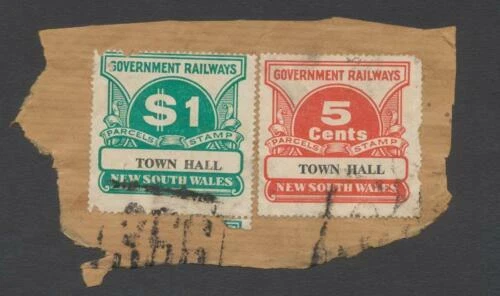 GOVERNMENT RAILWAYS
$1
PARCELS STAMP
TOWN HALL
NEW SOUTH WALES
GOVERNMENT RAILWAYS
5
Cents
PARCELS STAMP
TOWN HALL
NEW SOUTH WALES